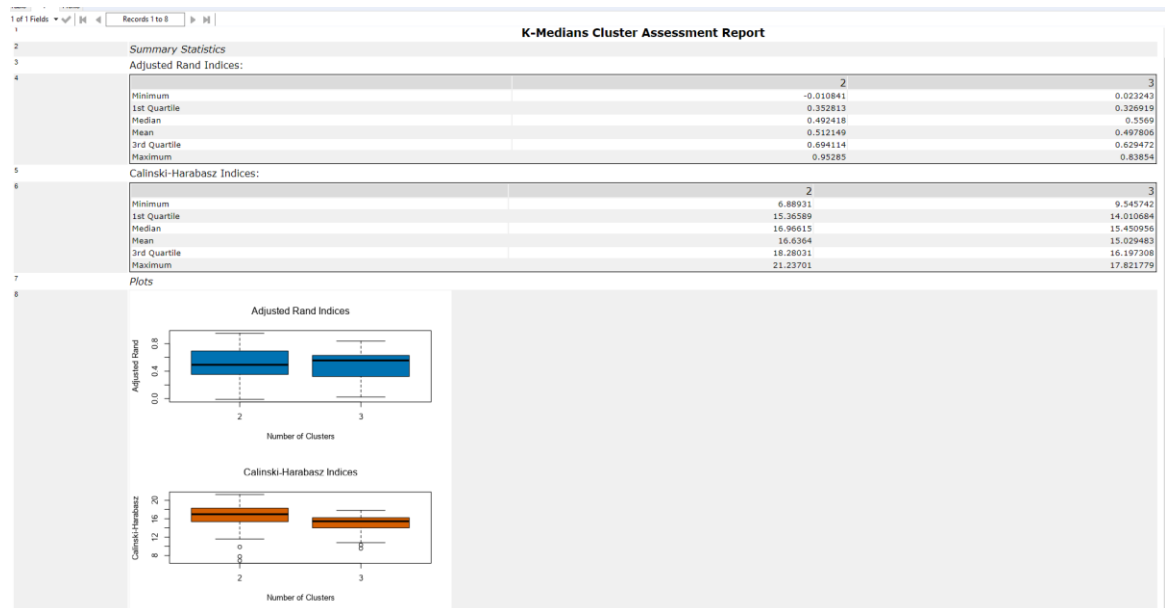 1 of 1 Fields Records 1 to 8
1 K-Medians Cluster Assessment Report
2 Summary Statistics
3 Adjusted Rand Indices:
4 2 3
Minimum -0.010841 0.023243
1st Quartile 0.352813 0.326919
Median 0.492418 0.5569
Mean 0.512149 0.497806
3rd Quartile 0.694114 0.629472
Maximum 0.95285 0.83854
5 Calinski-Harabasz Indices:
6 2 3
Minimum 6.88931 9.545742
1st Quartile 15.36589 14.010684
Median 16.96615 15.450956
Mean 16.6364 15.029483
3rd Quartile 18.28031 16.197308
Maximum 21.23701 17.821779
7 Plots
8
Adjusted Rand Indices
Adjusted Rand
0.8
0.4
0.0
2 3
Number of Clusters
Calinski-Harabasz Indices
Calinski-Harabasz
20
16
12
8
2 3
Number of Clusters